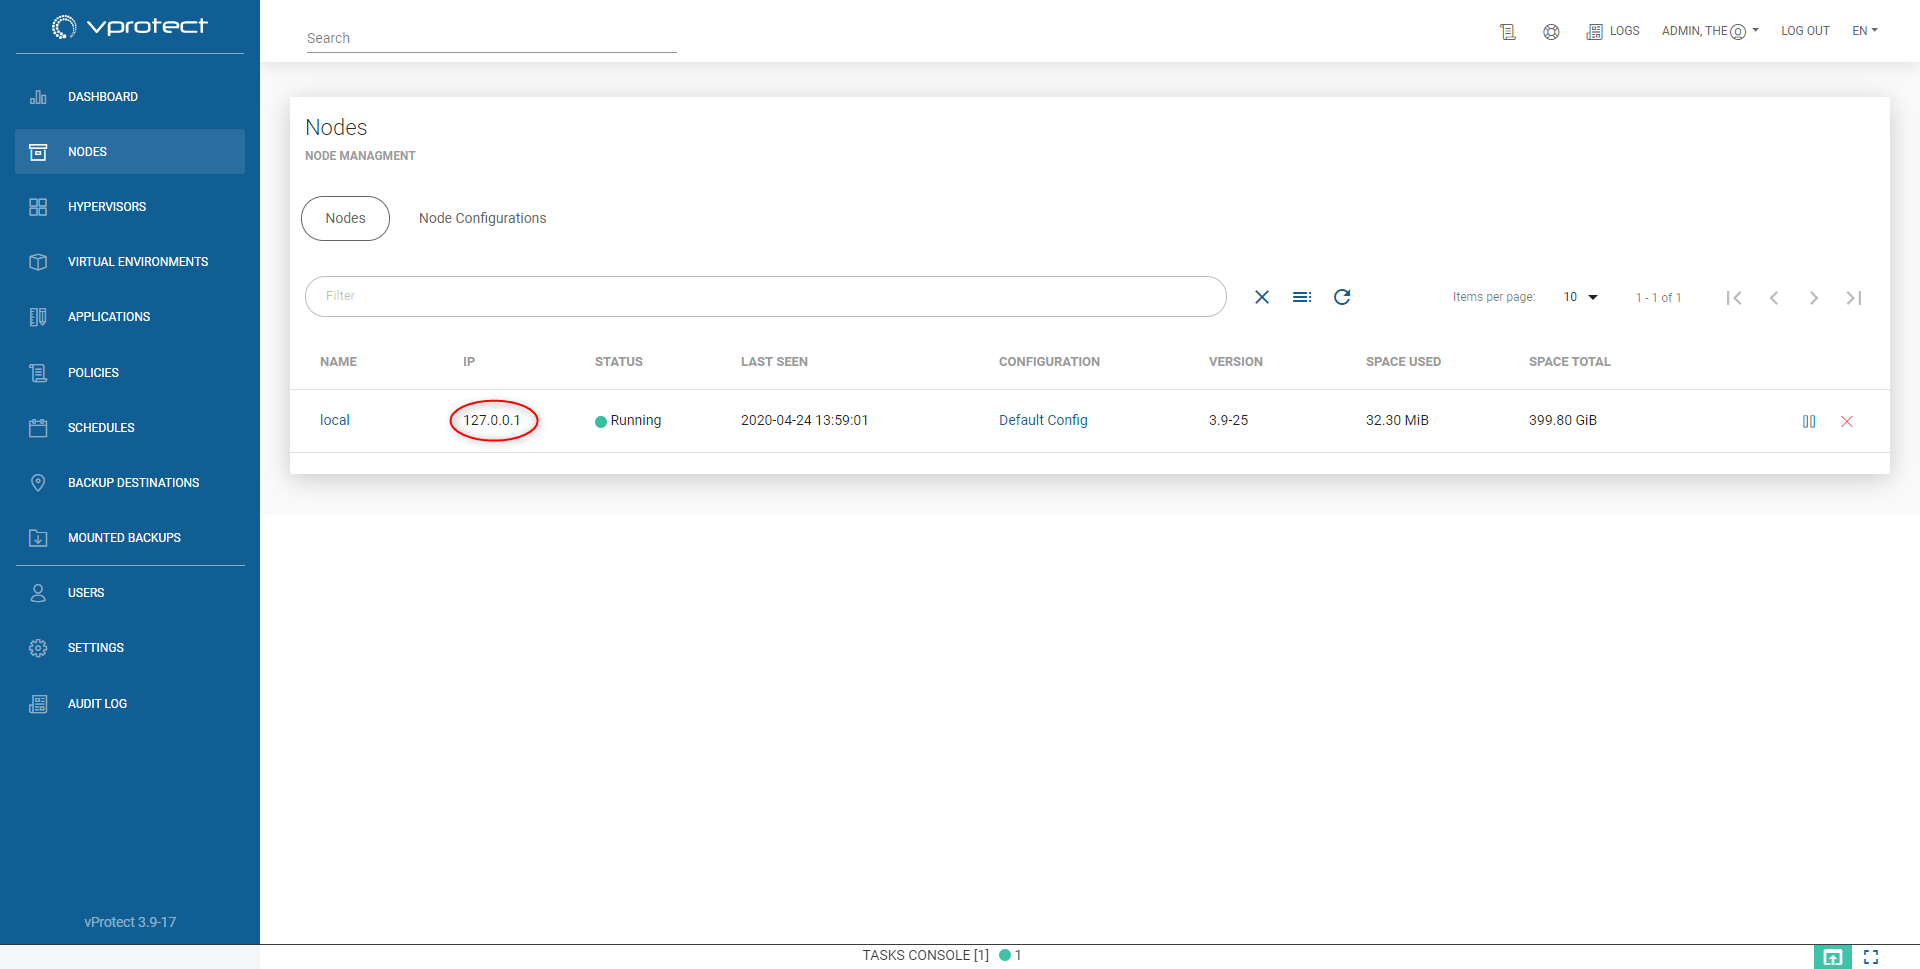 vprotect
Search
LOGS
ADMIN, THE
LOG OUT
EN
DASHBOARD
NODES
HYPERVISORS
VIRTUAL ENVIRONMENTS
APPLICATIONS
POLICIES
SCHEDULES
BACKUP DESTINATIONS
MOUNTED BACKUPS
USERS
SETTINGS
AUDIT LOG
vProtect 3.9-17
Nodes
NODE MANAGMENT
Nodes Node Configurations
Filter
Items per page: 10 1 - 1 of 1
NAME IP STATUS LAST SEEN CONFIGURATION VERSION SPACE USED SPACE TOTAL
local 127.0.0.1 Running 2020-04-24 13:59:01 Default Config 3.9-25 32.30 MiB 399.80 GiB
TASKS CONSOLE [1] 1